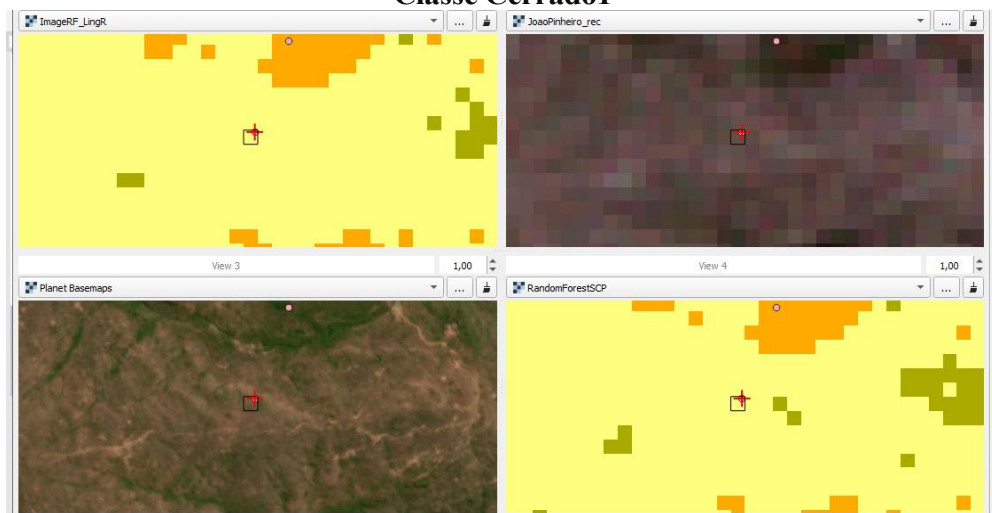 Classe Cerrado1
ImageRF_LingR
...
JoaoPinheiro_rec
...
View 3
1,00
View 4
1,00
Planet Basemaps
...
RandomForestSCP
...